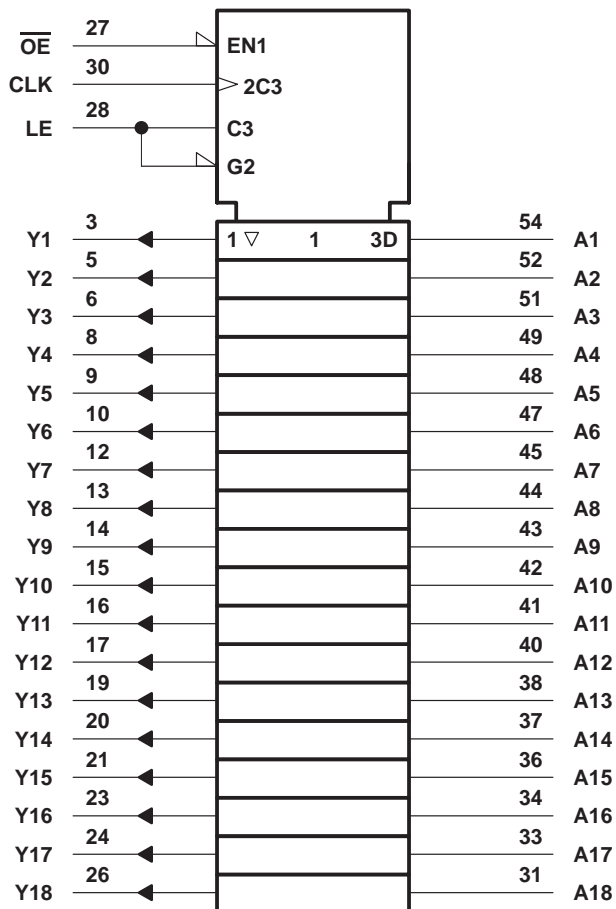 OE 27 EN1
CLK 30 2C3
LE 28 C3
G2
Y1 3 1 ▽ 1 3D 54 A1
Y2 5 52 A2
Y3 6 51 A3
Y4 8 49 A4
Y5 9 48 A5
Y6 10 47 A6
Y7 12 45 A7
Y8 13 44 A8
Y9 14 43 A9
Y10 15 42 A10
Y11 16 41 A11
Y12 17 40 A12
Y13 19 38 A13
Y14 20 37 A14
Y15 21 36 A15
Y16 23 34 A16
Y17 24 33 A17
Y18 26 31 A18